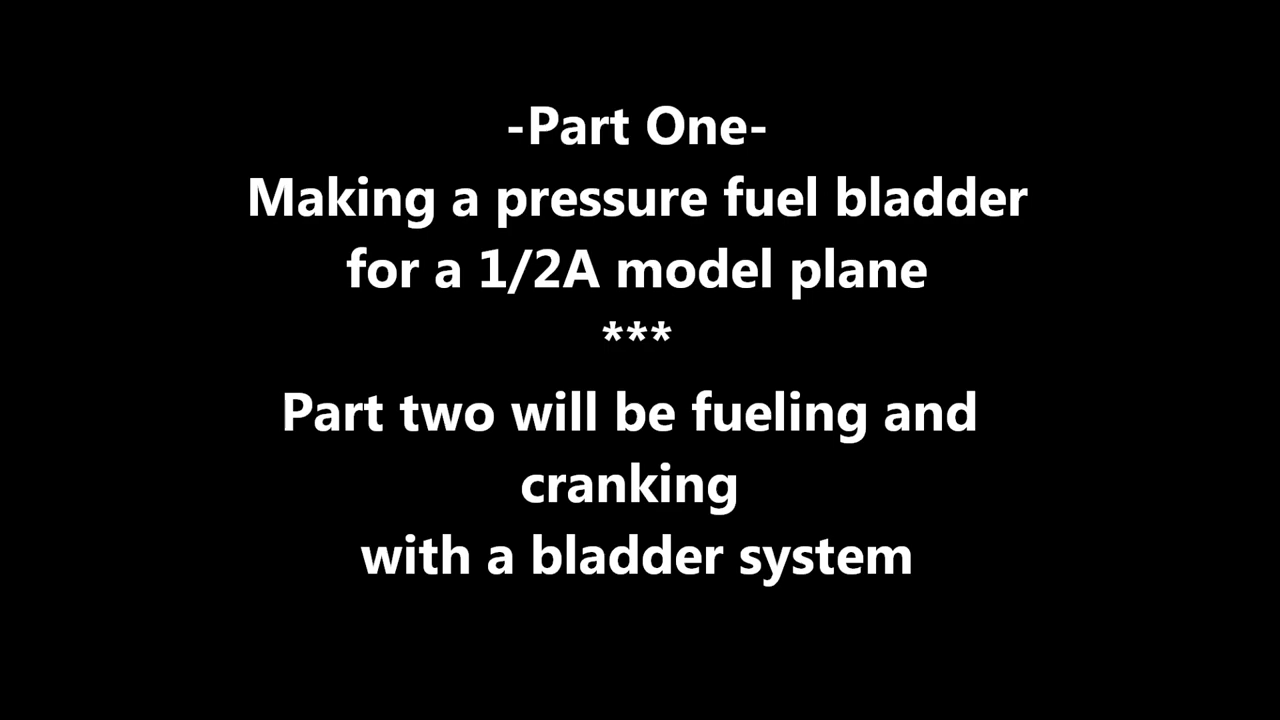 -Part One-
Making a pressure fuel bladder
for a 1/2A model plane
***
Part two will be fueling and
cranking
with a bladder system